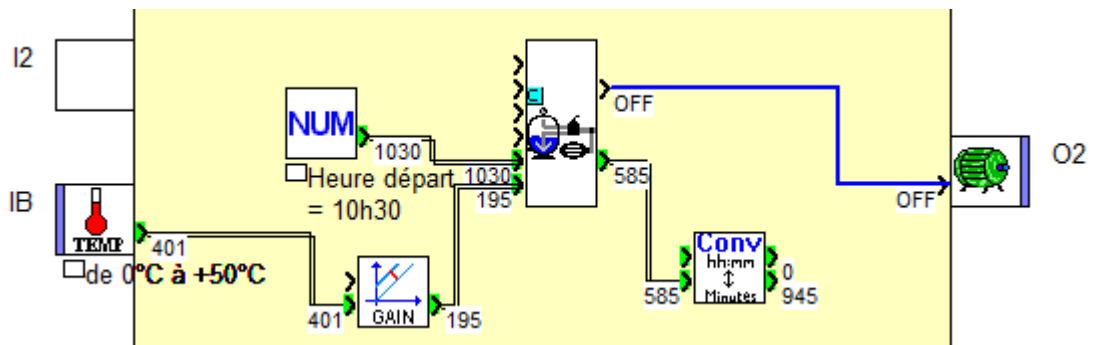 I2
C
OFF
NUM
1030
O2
Heure départ 1030
= 10h30
195
585
IB
OFF
TEMP
401
de 0°C à +50°C
Conv
hh:mm
Minutes
585
0
945
401
GAIN
195